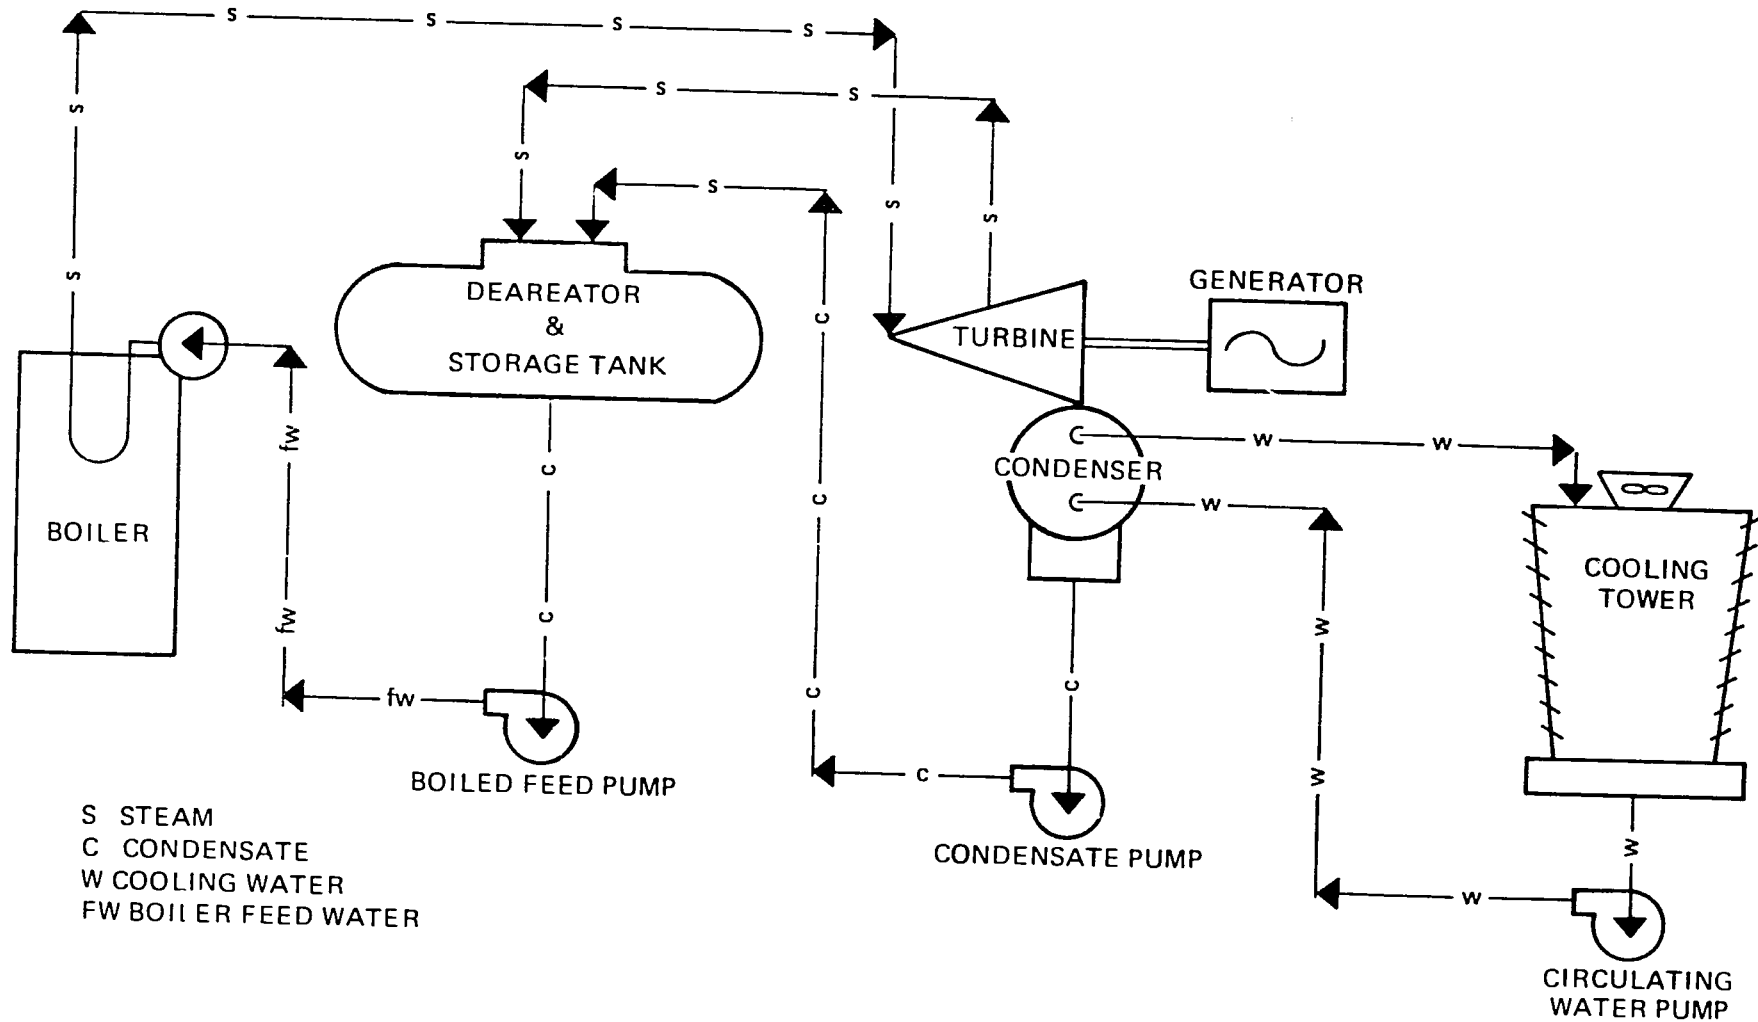 S S S S
S S
S S
S S
S
S S
GENERATOR
DEAREATOR
&
STORAGE TANK
TURBINE
C
fw
C
W W
CONDENSER
W
BOILER
C
C
COOLING
TOWER
fw
C
W
fw
C
C
W
C
W
BOILED FEED PUMP
CONDENSATE PUMP
W
CIRCULATING
WATER PUMP
S STEAM
C CONDENSATE
W COOLING WATER
FW BOILER FEED WATER